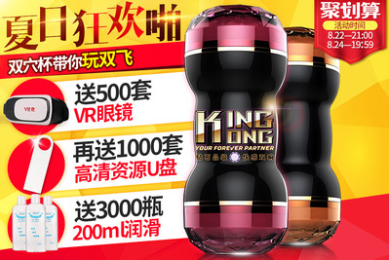 夏日狂欢啪
双六杯带你玩双飞
聚划算
活动时间
8.22—21:00
8.24—19:59
送500套
VR眼镜
再送1000套
高清资源U盘
送3000瓶
200ml润滑
KING
KONG
YOUR FOREVER PARTNER